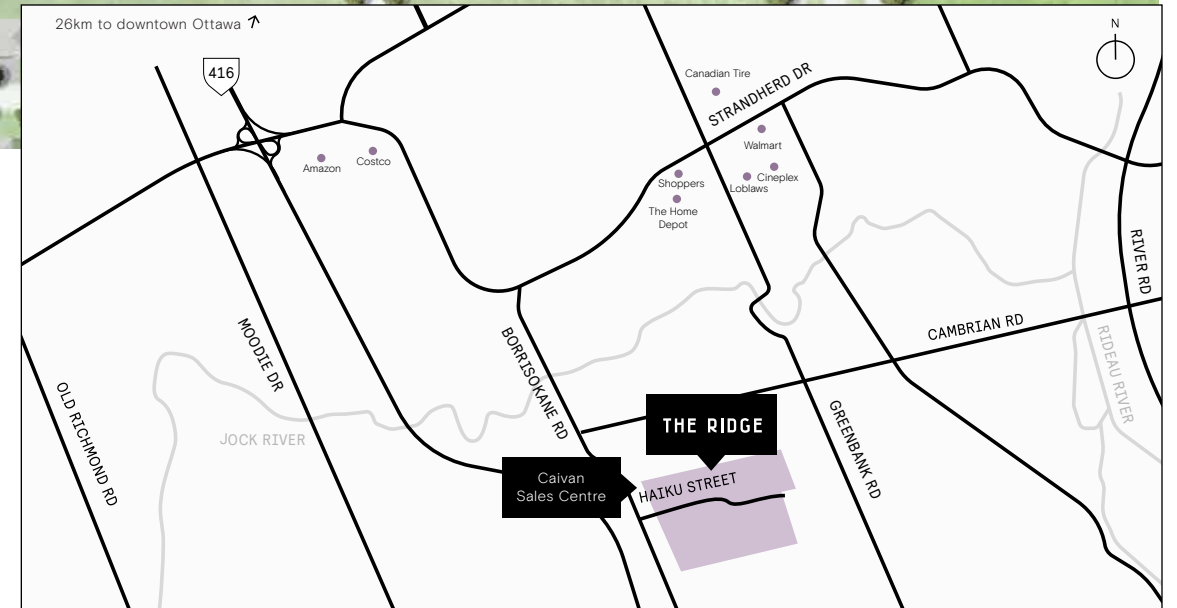 26km to downtown Ottawa
N
416
Canadian Tire
STRANDHERD DR
Walmart
Amazon
Costco
Shoppers
Cineplex
Loblaws
The Home
Depot
RIVER RD
CAMBRIAN RD
MOODIE DR
BORRISOKANE RD
RIDEAU RIVER
OLD RICHMOND RD
JOCK RIVER
THE RIDGE
GREENBANK RD
Caivan
Sales Centre
HAIKU STREET